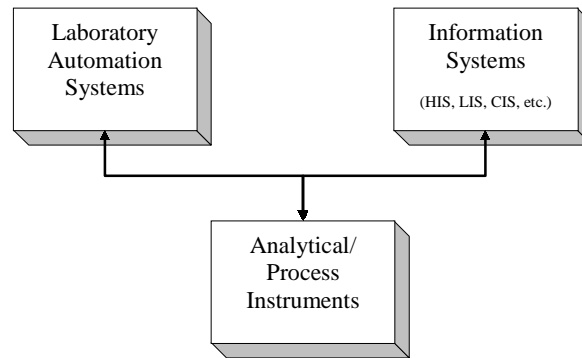 Laboratory
Automation
Systems
Information
Systems
(HIS, LIS, CIS, etc.)
Analytical/
Process
Instruments